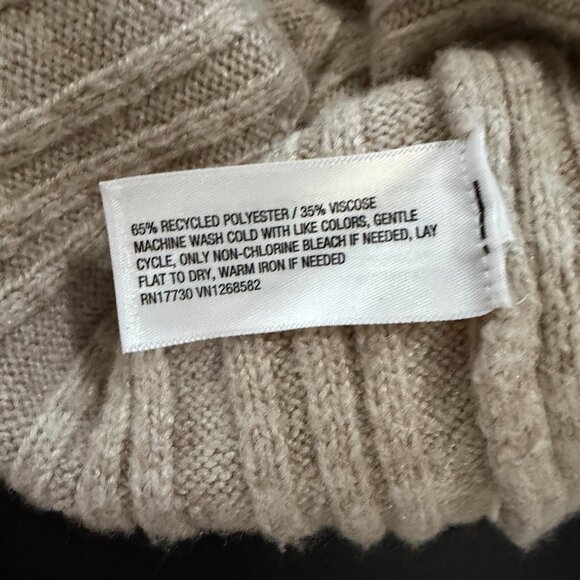 65% RECYCLED POLYESTER / 35% VISCOSE
MACHINE WASH COLD WITH LIKE COLORS, GENTLE
CYCLE, ONLY NON-CHLORINE BLEACH IF NEEDED, LAY
FLAT TO DRY, WARM IRON IF NEEDED
RN17730 VN1268582